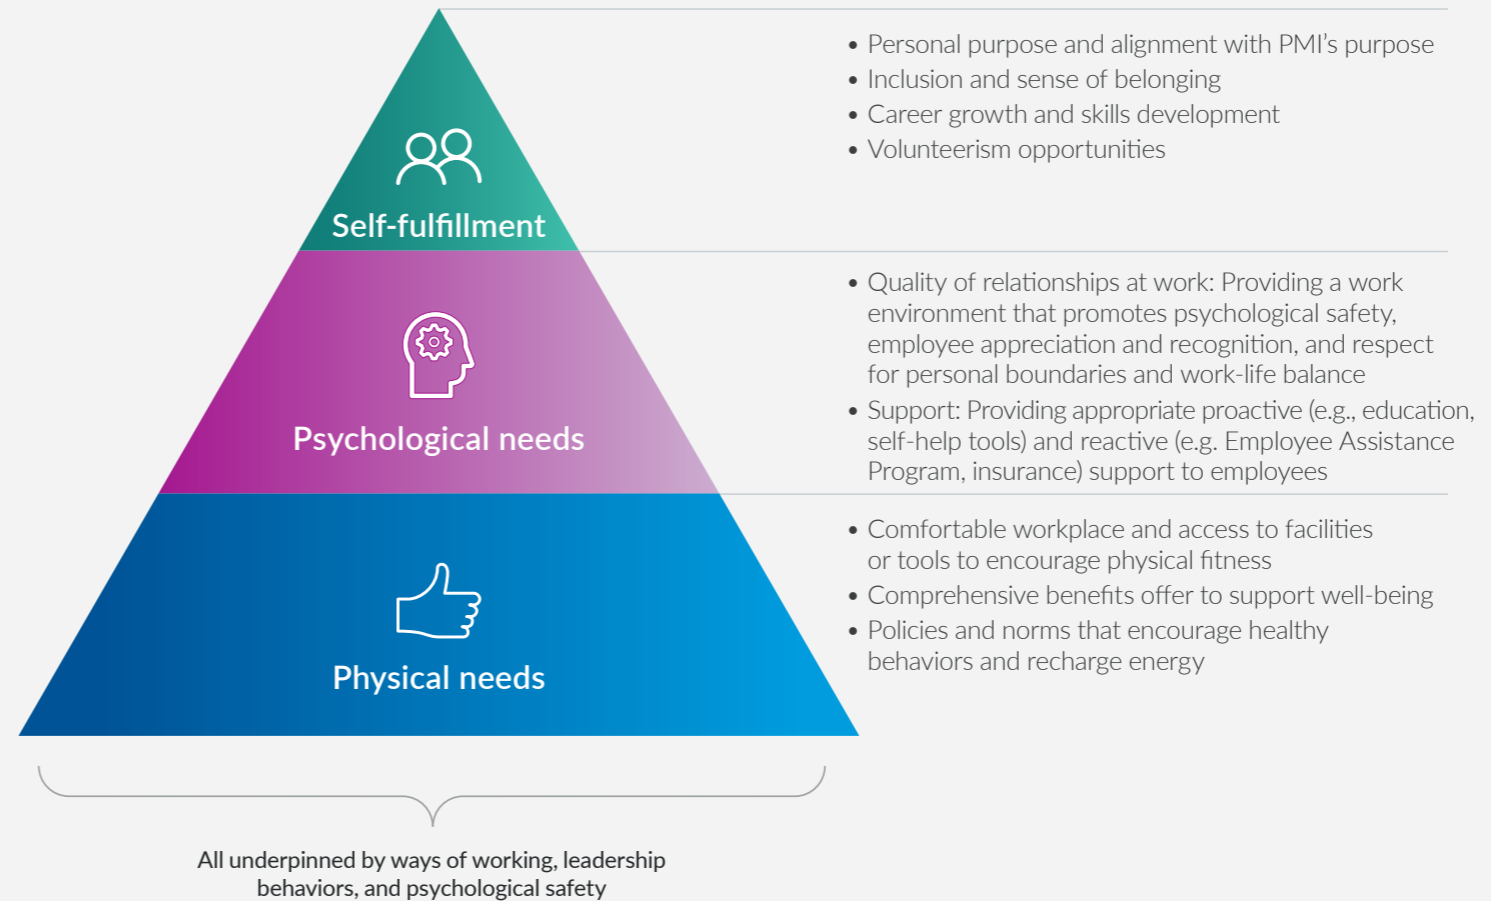 • Personal purpose and alignment with PMI’s purpose
• Inclusion and sense of belonging
• Career growth and skills development
• Volunteerism opportunities
Self-fulfillment
• Quality of relationships at work: Providing a work
environment that promotes psychological safety,
employee appreciation and recognition, and respect
for personal boundaries and work-life balance
• Support: Providing appropriate proactive (e.g., education,
self-help tools) and reactive (e.g. Employee Assistance
Program, insurance) support to employees
Psychological needs
• Comfortable workplace and access to facilities
or tools to encourage physical fitness
• Comprehensive benefits offer to support well-being
• Policies and norms that encourage healthy
behaviors and recharge energy
Physical needs
All underpinned by ways of working, leadership
behaviors, and psychological safety